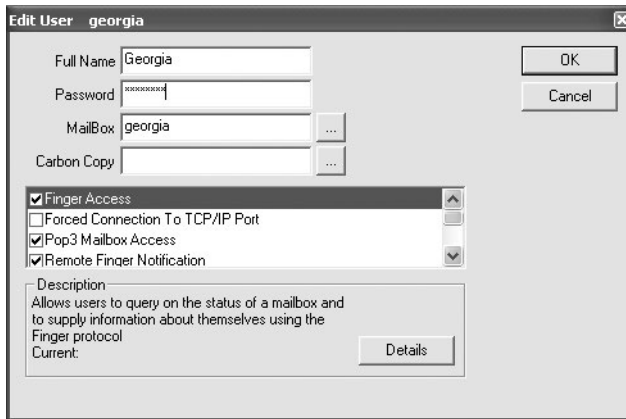 Edit User georgia
Full Name Georgia
OK
Password xxxxxxxx
Cancel
MailBox georgia ...
Carbon Copy ...
Finger Access
Forced Connection To TCP/IP Port
Pop3 Mailbox Access
Remote Finger Notification
Description
Allows users to query on the status of a mailbox and
to supply information about themselves using the
Finger protocol
Current:
Details